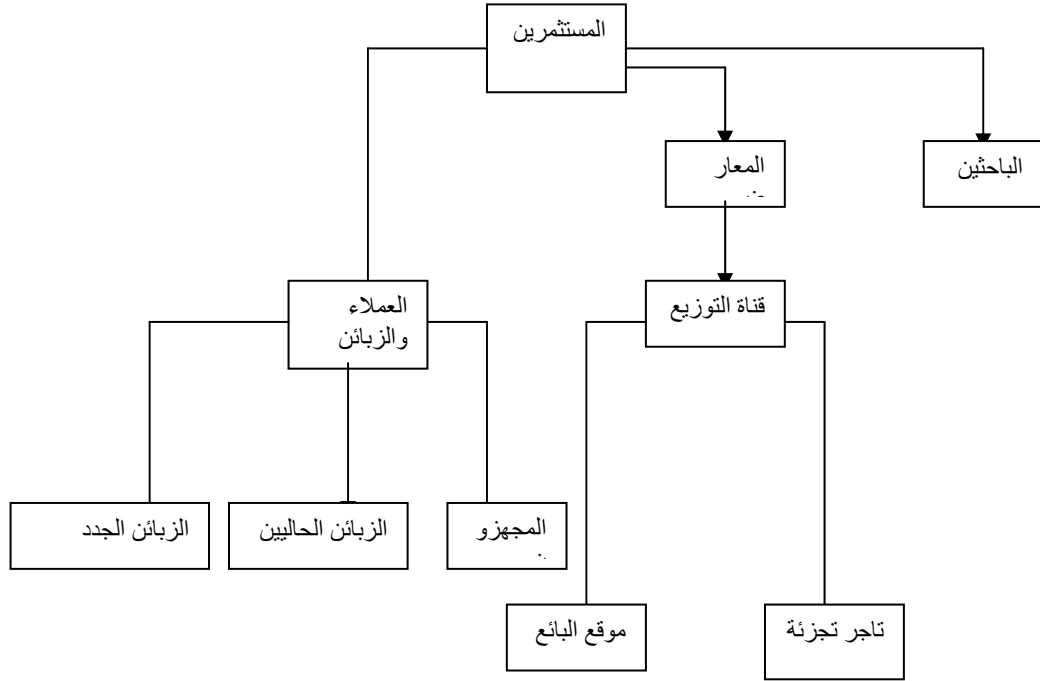 المستثمرين
المعار
الباحثين
العملاء
والزبائن
قناة التوزيع
الزبائن الجدد
الزبائن الحاليين
المجهزو
موقع البائع
تاجر تجزئة